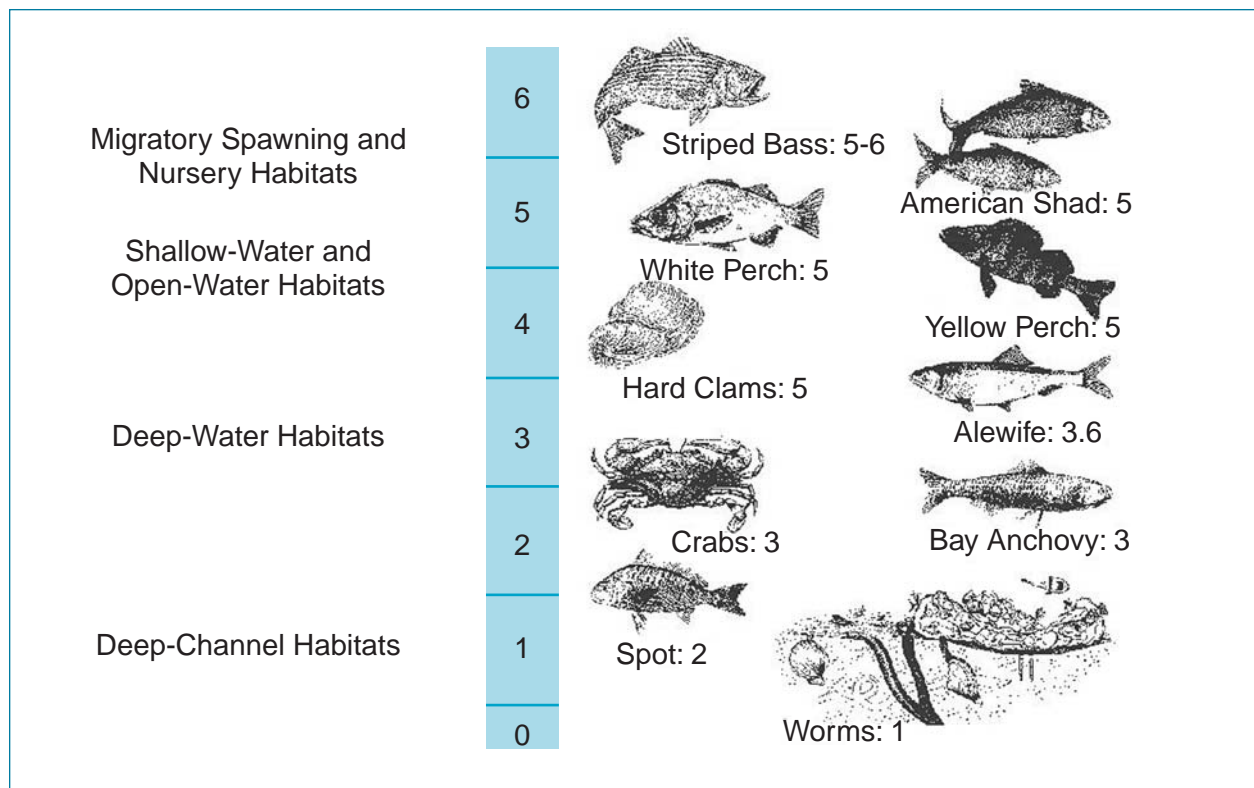 Migratory Spawning and
Nursery Habitats
Shallow-Water and
Open-Water Habitats
Deep-Water Habitats
Deep-Channel Habitats
6
5
4
3
2
1
0
Striped Bass: 5-6
American Shad: 5
White Perch: 5
Yellow Perch: 5
Hard Clams: 5
Alewife: 3.6
Crabs: 3
Bay Anchovy: 3
Spot: 2
Worms: 1